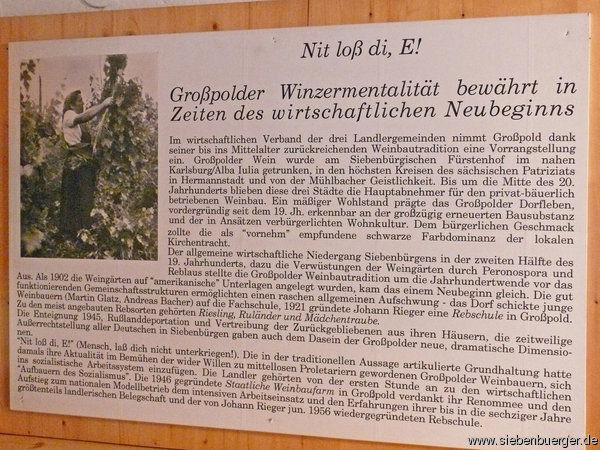 Nit loß di, E!
Großpolder Winzermentalität bewährt in
Zeiten des wirtschaftlichen Neubeginns
Im wirtschaftlichen Verband der drei Landlergemeinden nimmt Großpold dank
seiner bis ins Mittelalter zurückreichenden Weinbautradition eine Vorrangstellung
ein. Großpolder Wein wurde am Siebenbürgischen Fürstenhof im nahen
Karlsburg/Alba Iulia getrunken, in den höchsten Kreisen des sächsischen Patriziats
in Hermannstadt und von der Mühlbacher Geistlichkeit. Bis um die Mitte des 20.
Jahrhunderts blieben diese drei Städte die Hauptabnehmer für den privat-bäuerlich
betriebenen Weinbau. Ein mäßiger Wohlstand prägte das Großpolder Dorfleben,
vordergründig seit dem 19. Jh. erkennbar an der großzügig erneuerten Bausubstanz
und der in Ansätzen verbürgerlichten Wohnkultur. Dem bürgerlichen Geschmack
zollte die als "vornehm" empfundene schwarze Farbdominanz der lokalen
Kirchentracht.
Der allgemeine wirtschaftliche Niedergang Siebenbürgens in der zweiten Hälfte des
19. Jahrhunderts, dazu die Verwüstungen der Weingärten durch Peronospora und
Reblaus stellte die Großpolder Weinbautradition um die Jahrhundertwende vor das
Aus. Als 1902 die Weingärten auf "amerikanische" Unterlagen angelegt wurden, kam das einem Neubeginn gleich. Die gut
funktionierenden Gemeinschaftsstrukturen ermöglichten einen raschen allgemeinen Aufschwung - das Dorf schickte junge
Weinbauern (Martin Glatz, Andreas Bacher) auf die Fachschule, 1921 gründete Johann Rieger eine Rebschule in Großpold.
Zu den meist angebauten Rebsorten gehörten Riesling, Ruländer und Mädchentraube.
Die Enteignung 1945, Rußlanddeportation und Vertreibung der Zurückgebliebenen aus ihren Häusern, die zeitweilige
Außerrechtstellung aller Deutschen in Siebenbürgen gaben auch dem Dasein der Großpolder neue, dramatische Dimensio-
nen.
"Nit loß di, E!" (Mensch, laß dich nicht unterkriegen!). Die in der traditionellen Aussage artikulierte Grundhaltung hatte
damals ihre Aktualität im Bemühen der wider Willen zu mittellosen Proletariern gewordenen Großpolder Weinbauern, sich
ins sozialistische Arbeitssystem einzufügen. Die Landler gehörten von der ersten Stunde an zu den wirtschaftlichen
"Aufbauern des Sozialismus". Die 1946 gegründete Staatliche Weinbaufarm in Großpold verdankt ihr Renommee und den
Aufstieg zum nationalen Modellbetrieb dem intensiven Arbeitseinsatz und den Erfahrungen ihrer bis in die sechziger Jahre
größtenteils landlerischen Belegschaft und der von Johann Rieger jun. 1956 wiedergegründeten Rebschule.
www.siebenbuerger.de